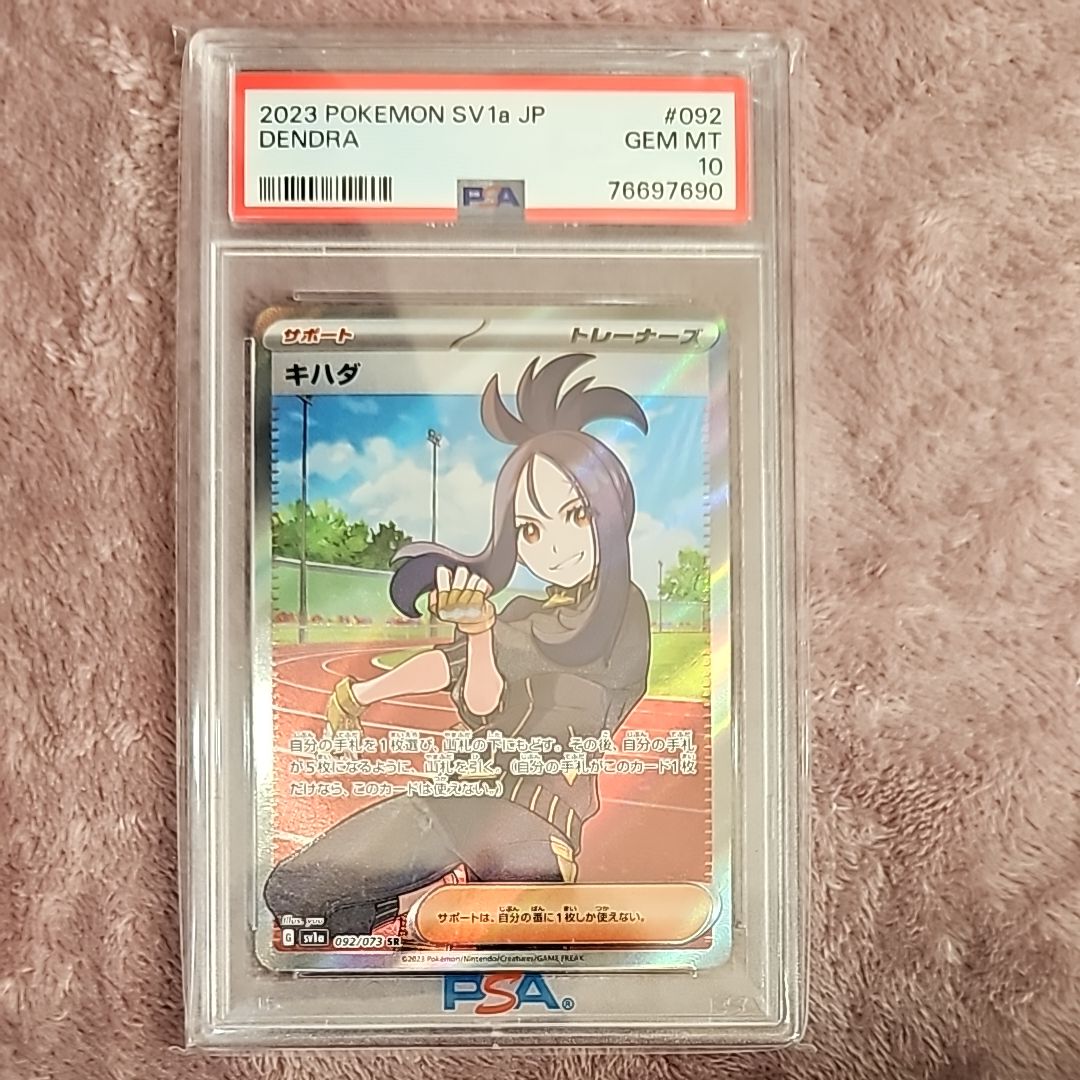 2023 POKEMON SV1a JP #092
DENDRA GEM MT
10
76697690
PSA
サポート トレーナーズ
キハダ
自分の手札を1枚選び、山札の下にもどす。その後、自分の手札
が5枚になるように、山札を引く。（自分の手札がこのカード1枚
だけなら、このカードは使えない。）
サポートは、自分の番に1枚しか使えない。
Illus. you
G sv1a 092/073 SR
©2023 Pokémon/Nintendo/Creatures/GAME FREAK
PSA®